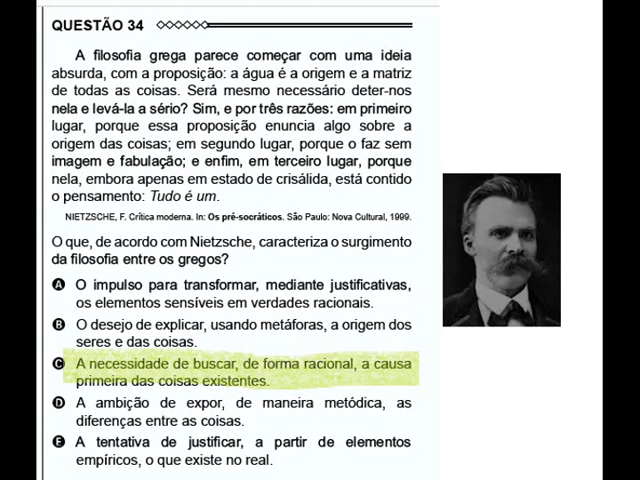 QUESTÃO 34
A filosofia grega parece começar com uma ideia
absurda, com a proposição: a água é a origem e a matriz
de todas as coisas. Será mesmo necessário deter-nos
nela e levá-la a sério? Sim, e por três razões: em primeiro
lugar, porque essa proposição enuncia algo sobre a
origem das coisas; em segundo lugar, porque o faz sem
imagem e fabulação; e enfim, em terceiro lugar, porque
nela, embora apenas em estado de crisálida, está contido
o pensamento: Tudo é um.
NIETZSCHE, F. Crítica moderna. In: Os pré-socráticos. São Paulo: Nova Cultural, 1999.
O que, de acordo com Nietzsche, caracteriza o surgimento
da filosofia entre os gregos?
A O impulso para transformar, mediante justificativas,
os elementos sensíveis em verdades racionais.
B O desejo de explicar, usando metáforas, a origem dos
seres e das coisas.
C A necessidade de buscar, de forma racional, a causa
primeira das coisas existentes.
D A ambição de expor, de maneira metódica, as
diferenças entre as coisas.
E A tentativa de justificar, a partir de elementos
empíricos, o que existe no real.